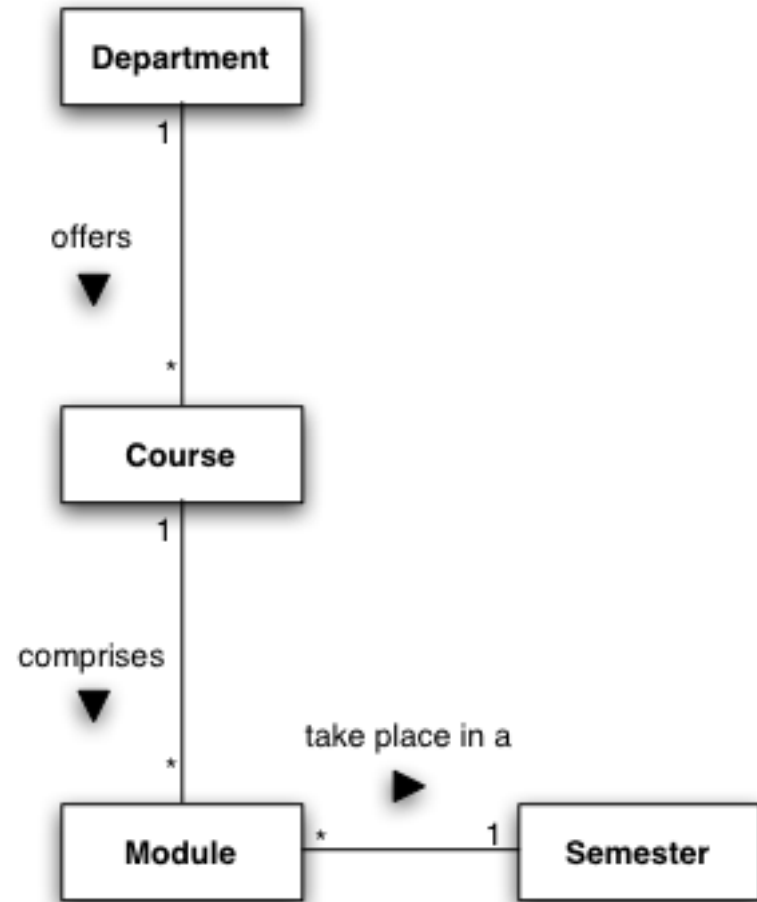 Department
1
offers
*
Course
1
comprises
*
take place in a
Module
*
1
Semester